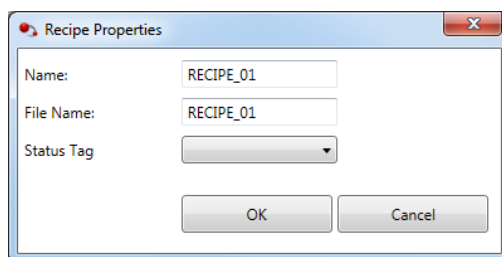 Recipe Properties
Name: RECIPE_01
File Name: RECIPE_01
Status Tag
OK Cancel